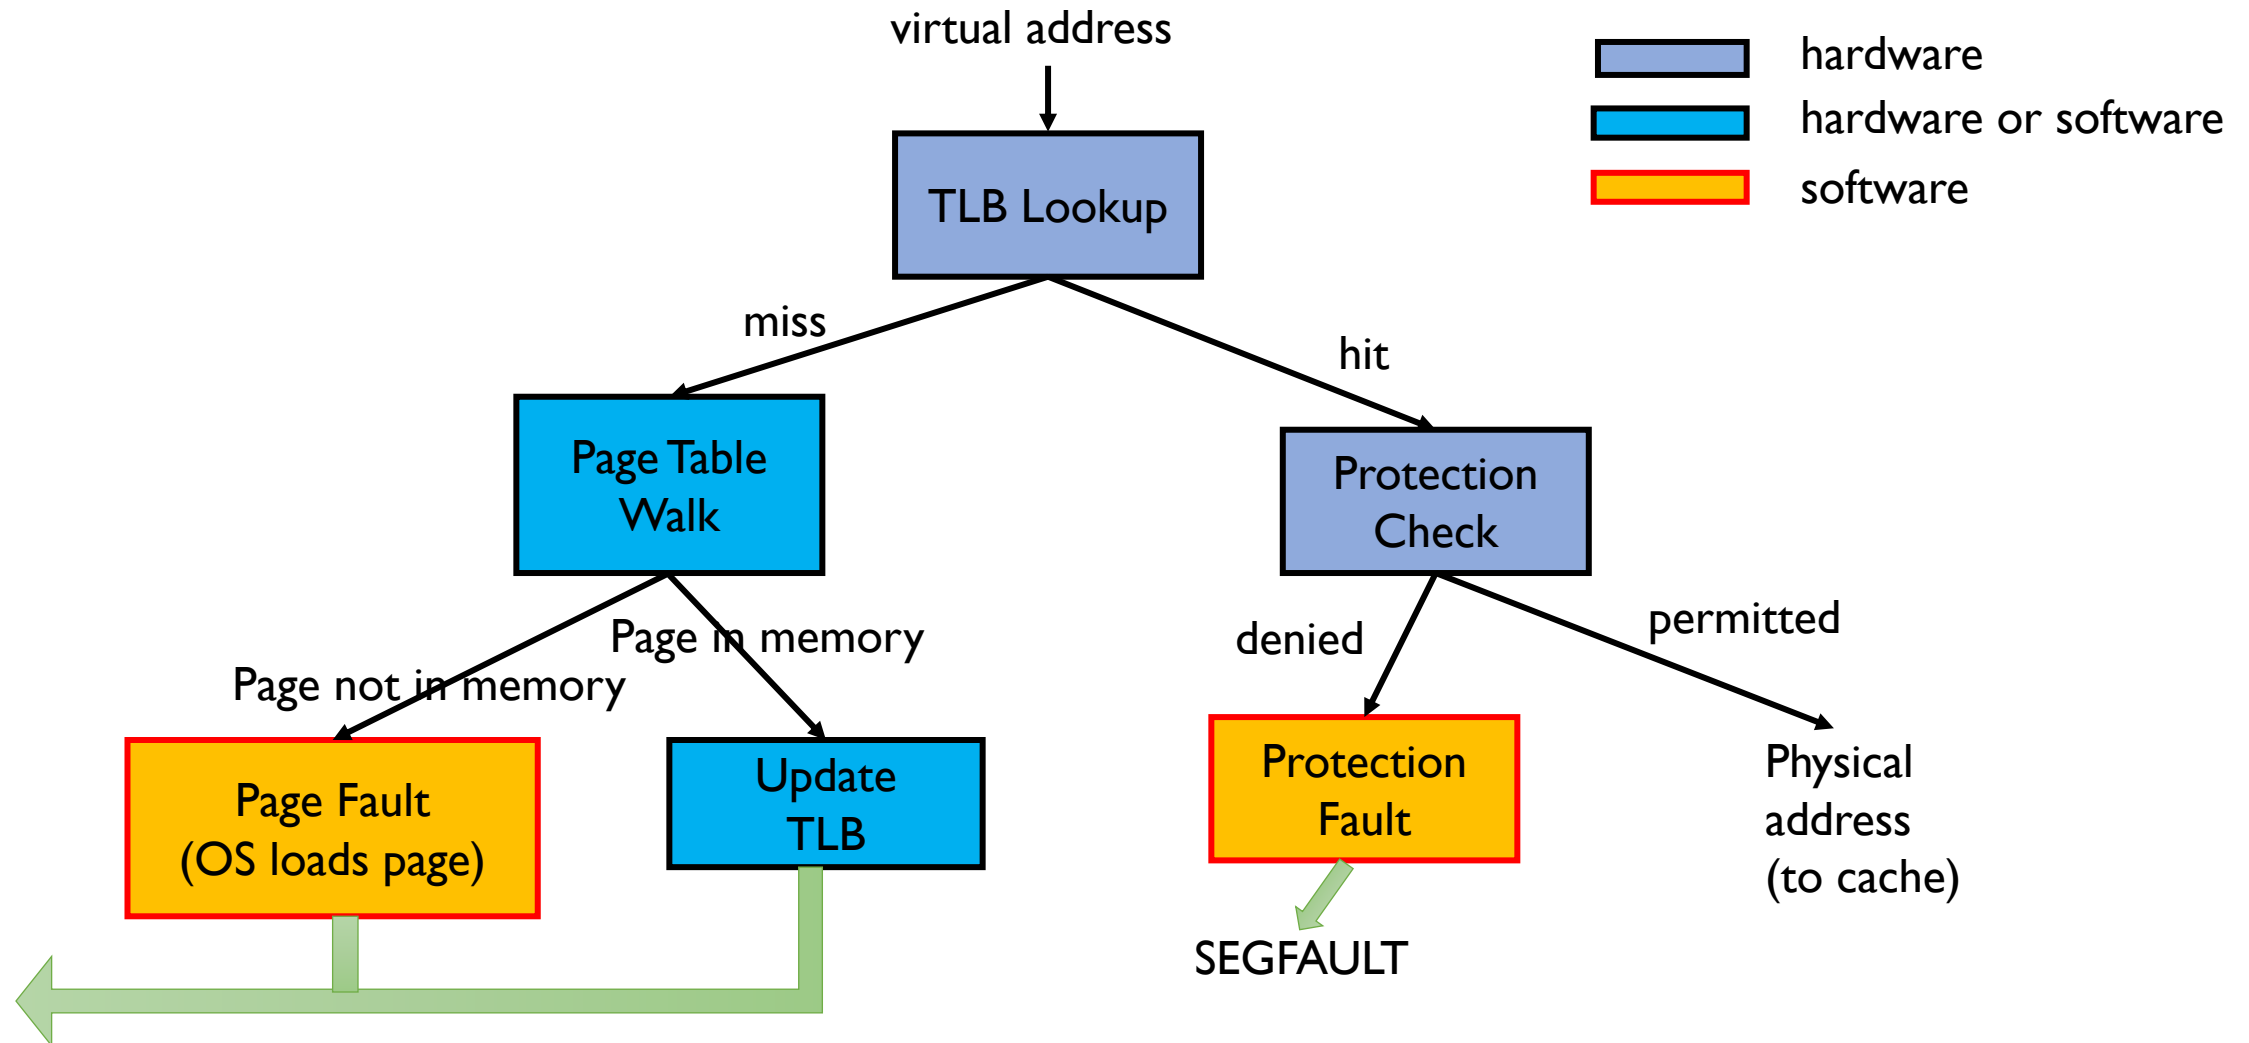 virtual address
hardware
hardware or software
software
TLB Lookup
miss
hit
Page Table
Walk
Protection
Check
Page in memory
Page not in memory
denied
permitted
Page Fault
(OS loads page)
Update
TLB
Protection
Fault
Physical
address
(to cache)
SEGFAULT